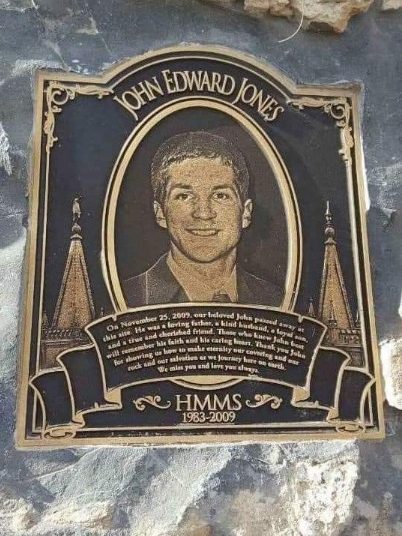 JOHN EDWARD JONES
On November 25, 2009, our beloved John passed away at
this site. He was a loving father, a kind husband, a loyal son,
and a true and cherished friend. Those who knew John best
will remember his faith and his caring heart. Thank you John
for showing us how to make eternity our coveting and our
rock and our salvation as we journey here on earth.
We miss you and love you always.
HMMS
1983-2009